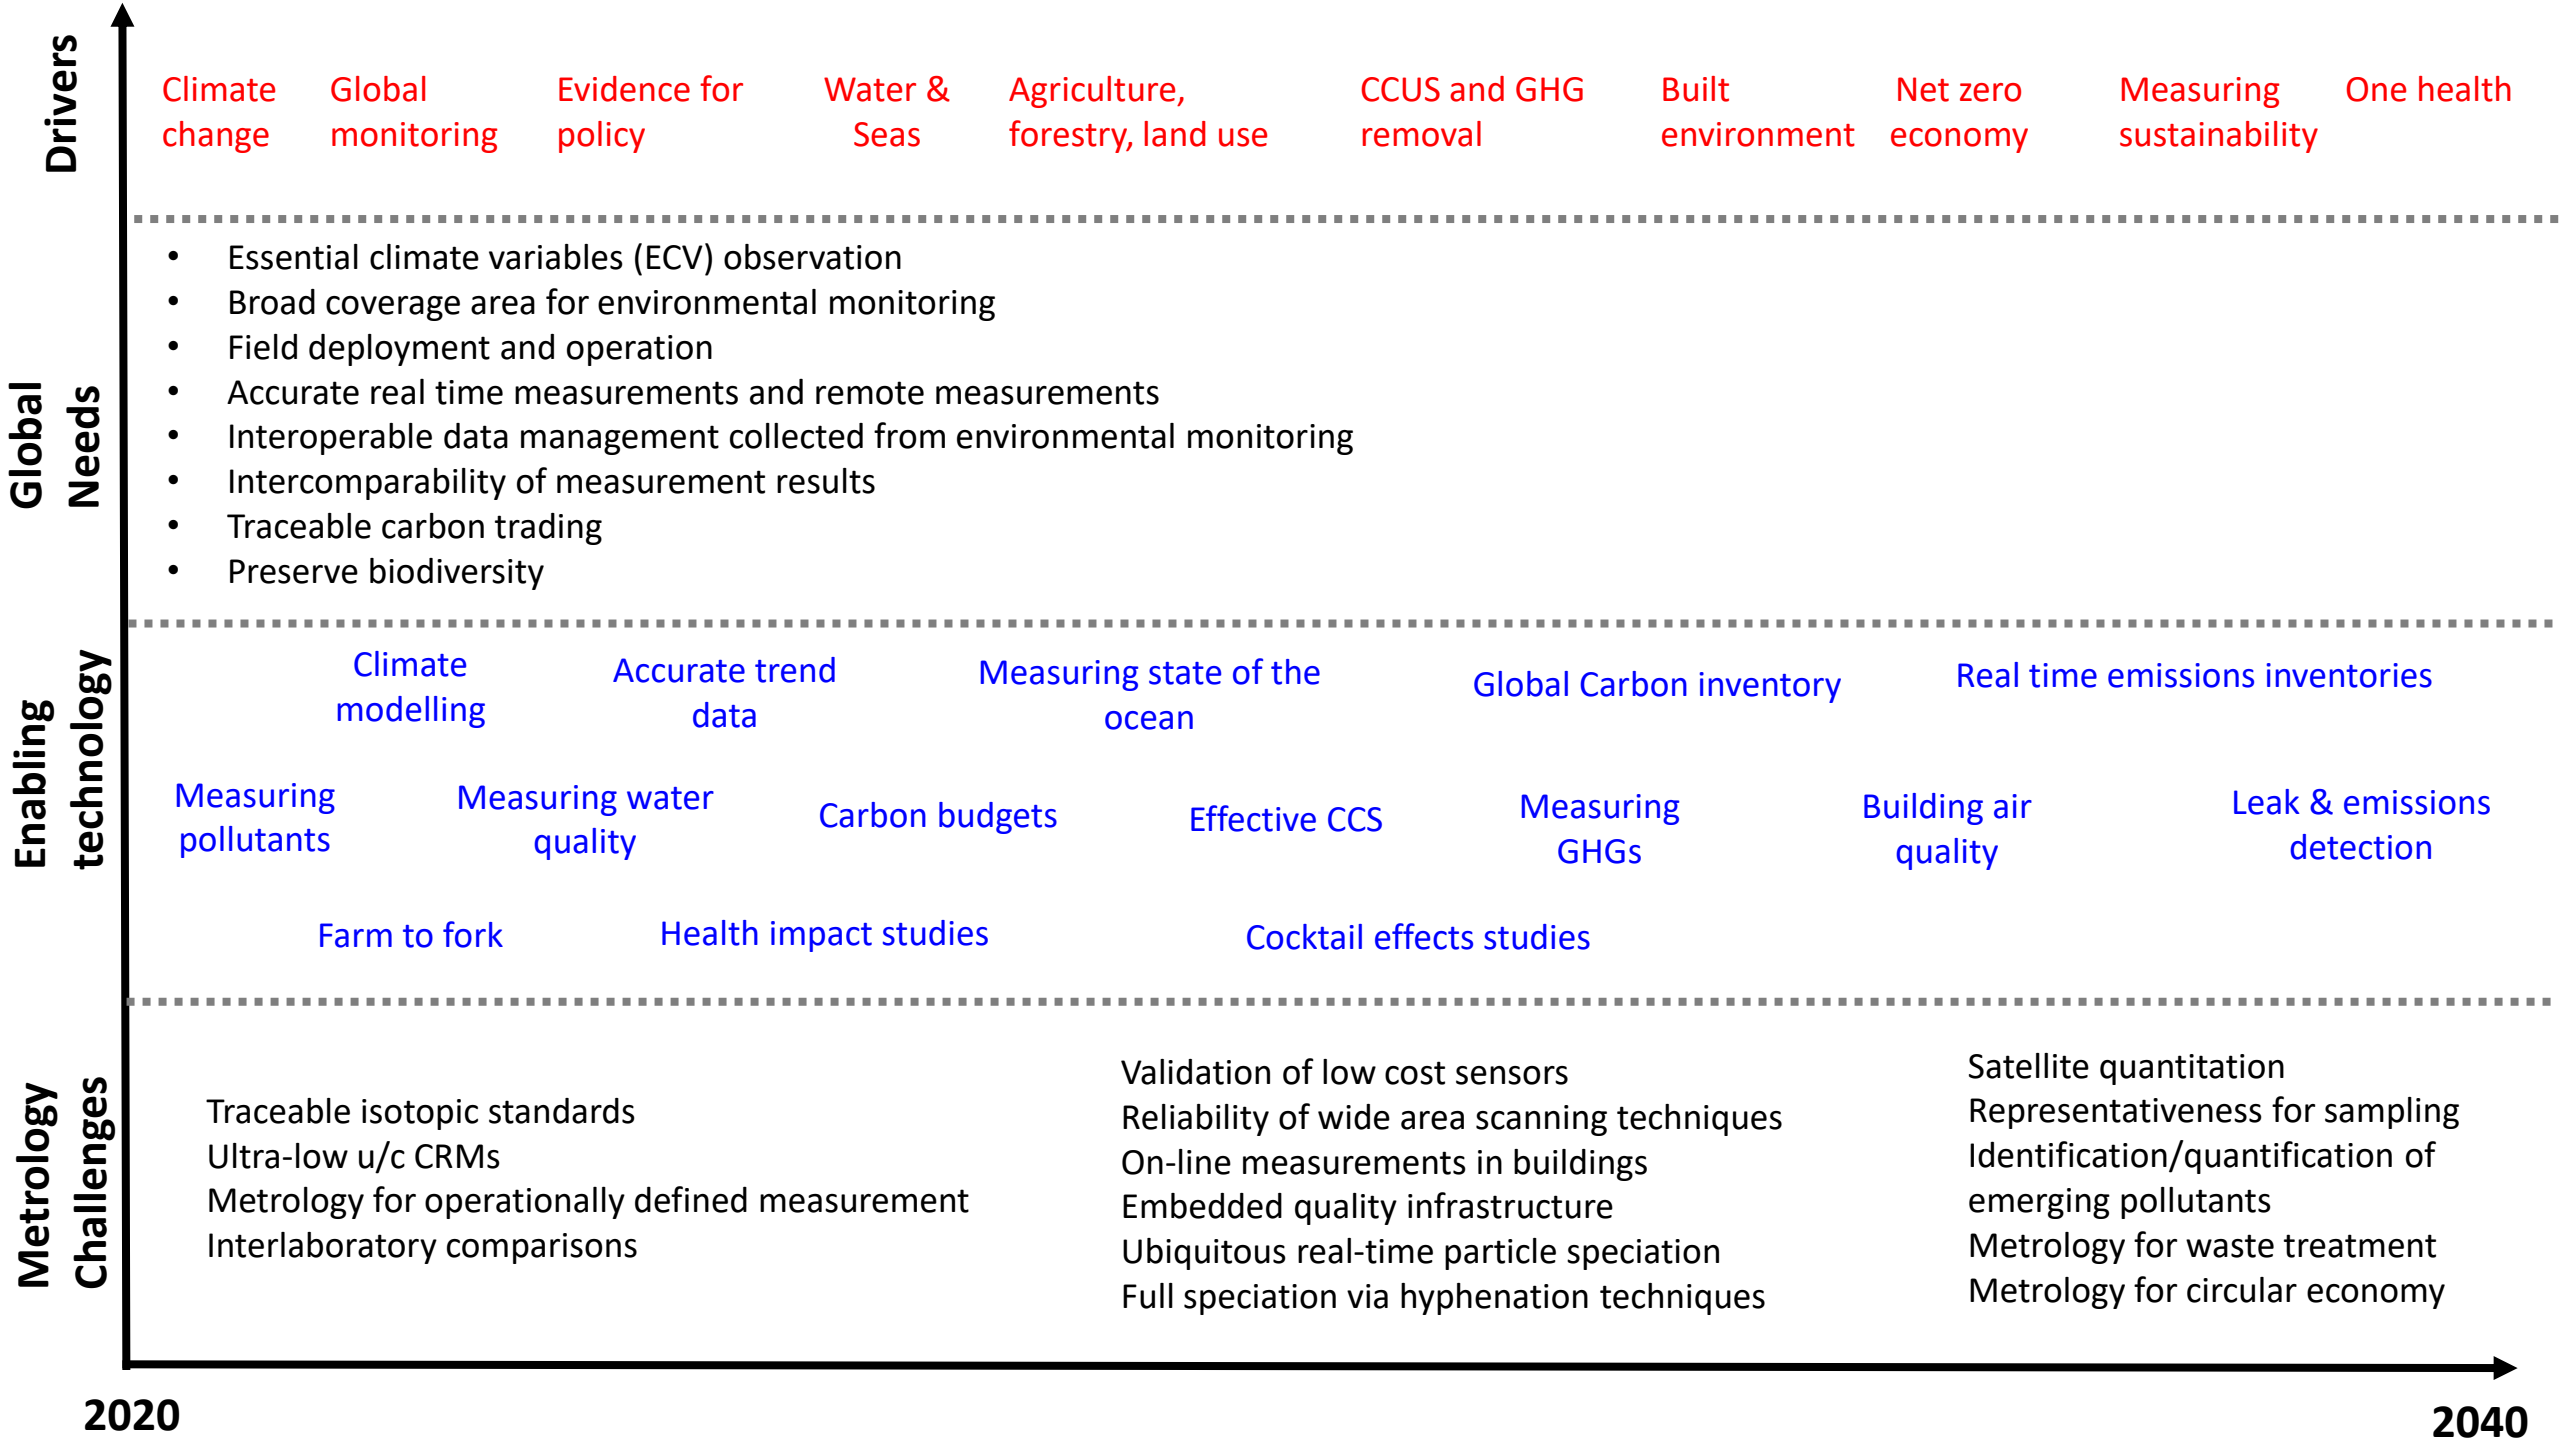 Drivers
Climate
change
Global
monitoring
Evidence for
policy
Water &
Seas
Agriculture,
forestry, land use
CCUS and GHG
removal
Built
environment
Net zero
economy
Measuring
sustainability
One health
Global
Needs
• Essential climate variables (ECV) observation
• Broad coverage area for environmental monitoring
• Field deployment and operation
• Accurate real time measurements and remote measurements
• Interoperable data management collected from environmental monitoring
• Intercomparability of measurement results
• Traceable carbon trading
• Preserve biodiversity
Enabling
technology
Climate
modelling
Accurate trend
data
Measuring state of the
ocean
Global Carbon inventory
Real time emissions inventories
Measuring
pollutants
Measuring water
quality
Carbon budgets
Effective CCS
Measuring
GHGs
Building air
quality
Leak & emissions
detection
Farm to fork
Health impact studies
Cocktail effects studies
Metrology
Challenges
Traceable isotopic standards
Ultra-low u/c CRMs
Metrology for operationally defined measurement
Interlaboratory comparisons
Validation of low cost sensors
Reliability of wide area scanning techniques
On-line measurements in buildings
Embedded quality infrastructure
Ubiquitous real-time particle speciation
Full speciation via hyphenation techniques
Satellite quantitation
Representativeness for sampling
Identification/quantification of
emerging pollutants
Metrology for waste treatment
Metrology for circular economy
2020
2040